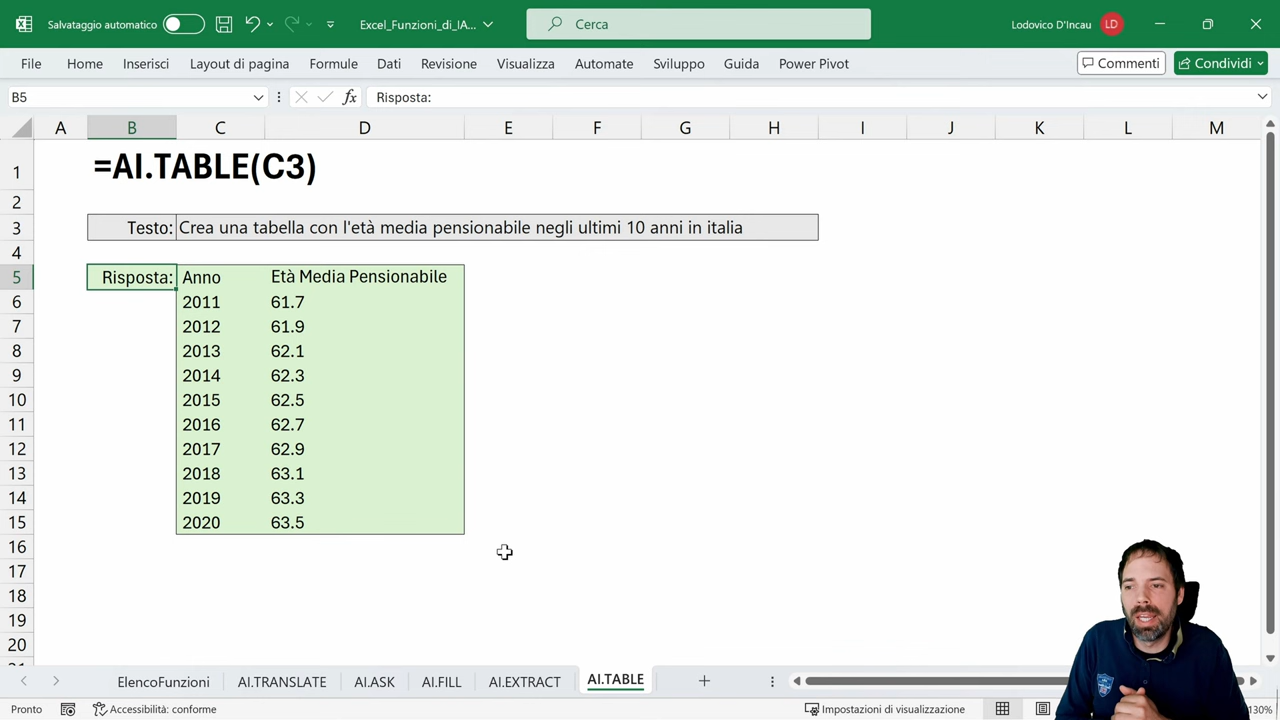 Salvataggio automatico
Excel_Funzioni_di_IA...
Cerca
Lodovico D'Incau LD
File Home Inserisci Layout di pagina Formule Dati Revisione Visualizza Automate Sviluppo Guida Power Pivot Commenti Condividi
B5 fx Risposta:
A B C D E F G H I J K L M
1 =AI.TABLE(C3)
2
3 Testo: Crea una tabella con l'età media pensionabile negli ultimi 10 anni in italia
4
5 Risposta: Anno Età Media Pensionabile
6 2011 61.7
7 2012 61.9
8 2013 62.1
9 2014 62.3
10 2015 62.5
11 2016 62.7
12 2017 62.9
13 2018 63.1
14 2019 63.3
15 2020 63.5
16
17
18
19
20
ElencoFunzioni AI.TRANSLATE AI.ASK AI.FILL AI.EXTRACT AI.TABLE
Pronto Accessibilità: conforme Impostazioni di visualizzazione 130%